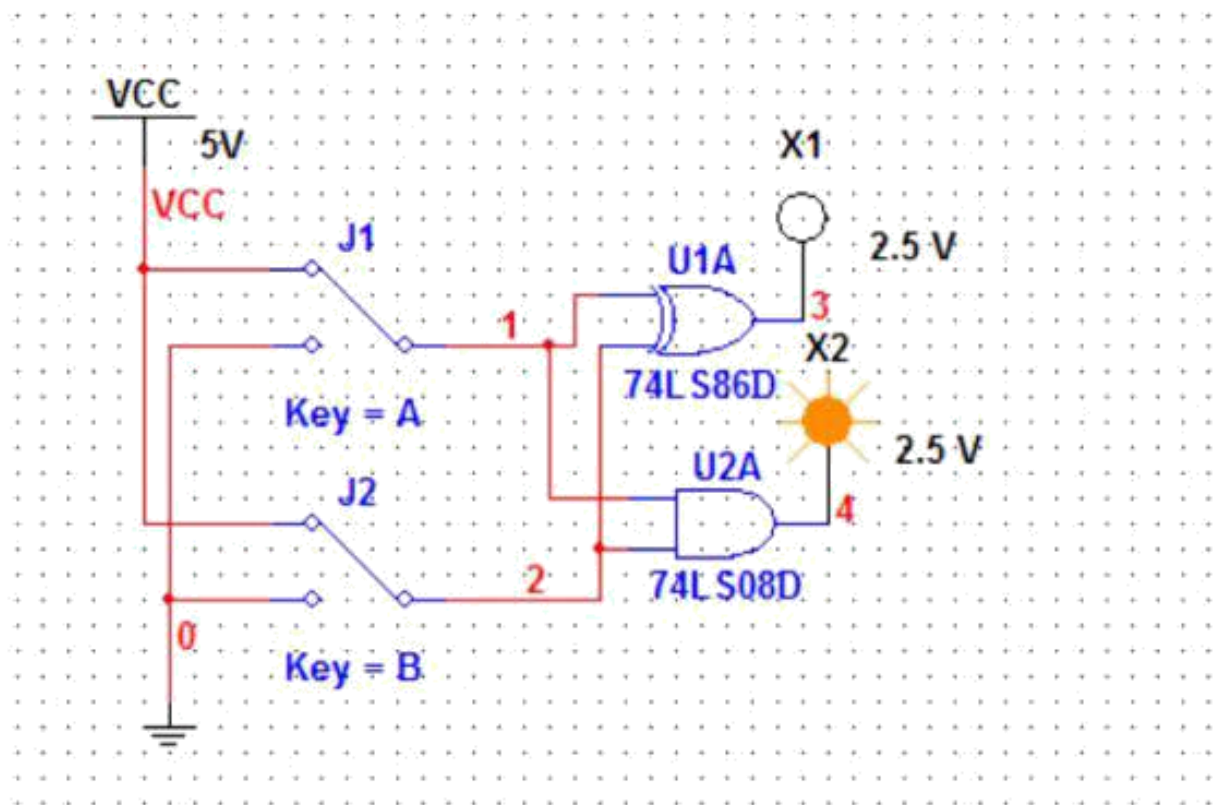 VCC
5V
VCC
X1
J1
2.5 V
U1A
3
1
X2
74LS86D
Key = A
2.5 V
U2A
J2
4
2
74LS08D
0
Key = B